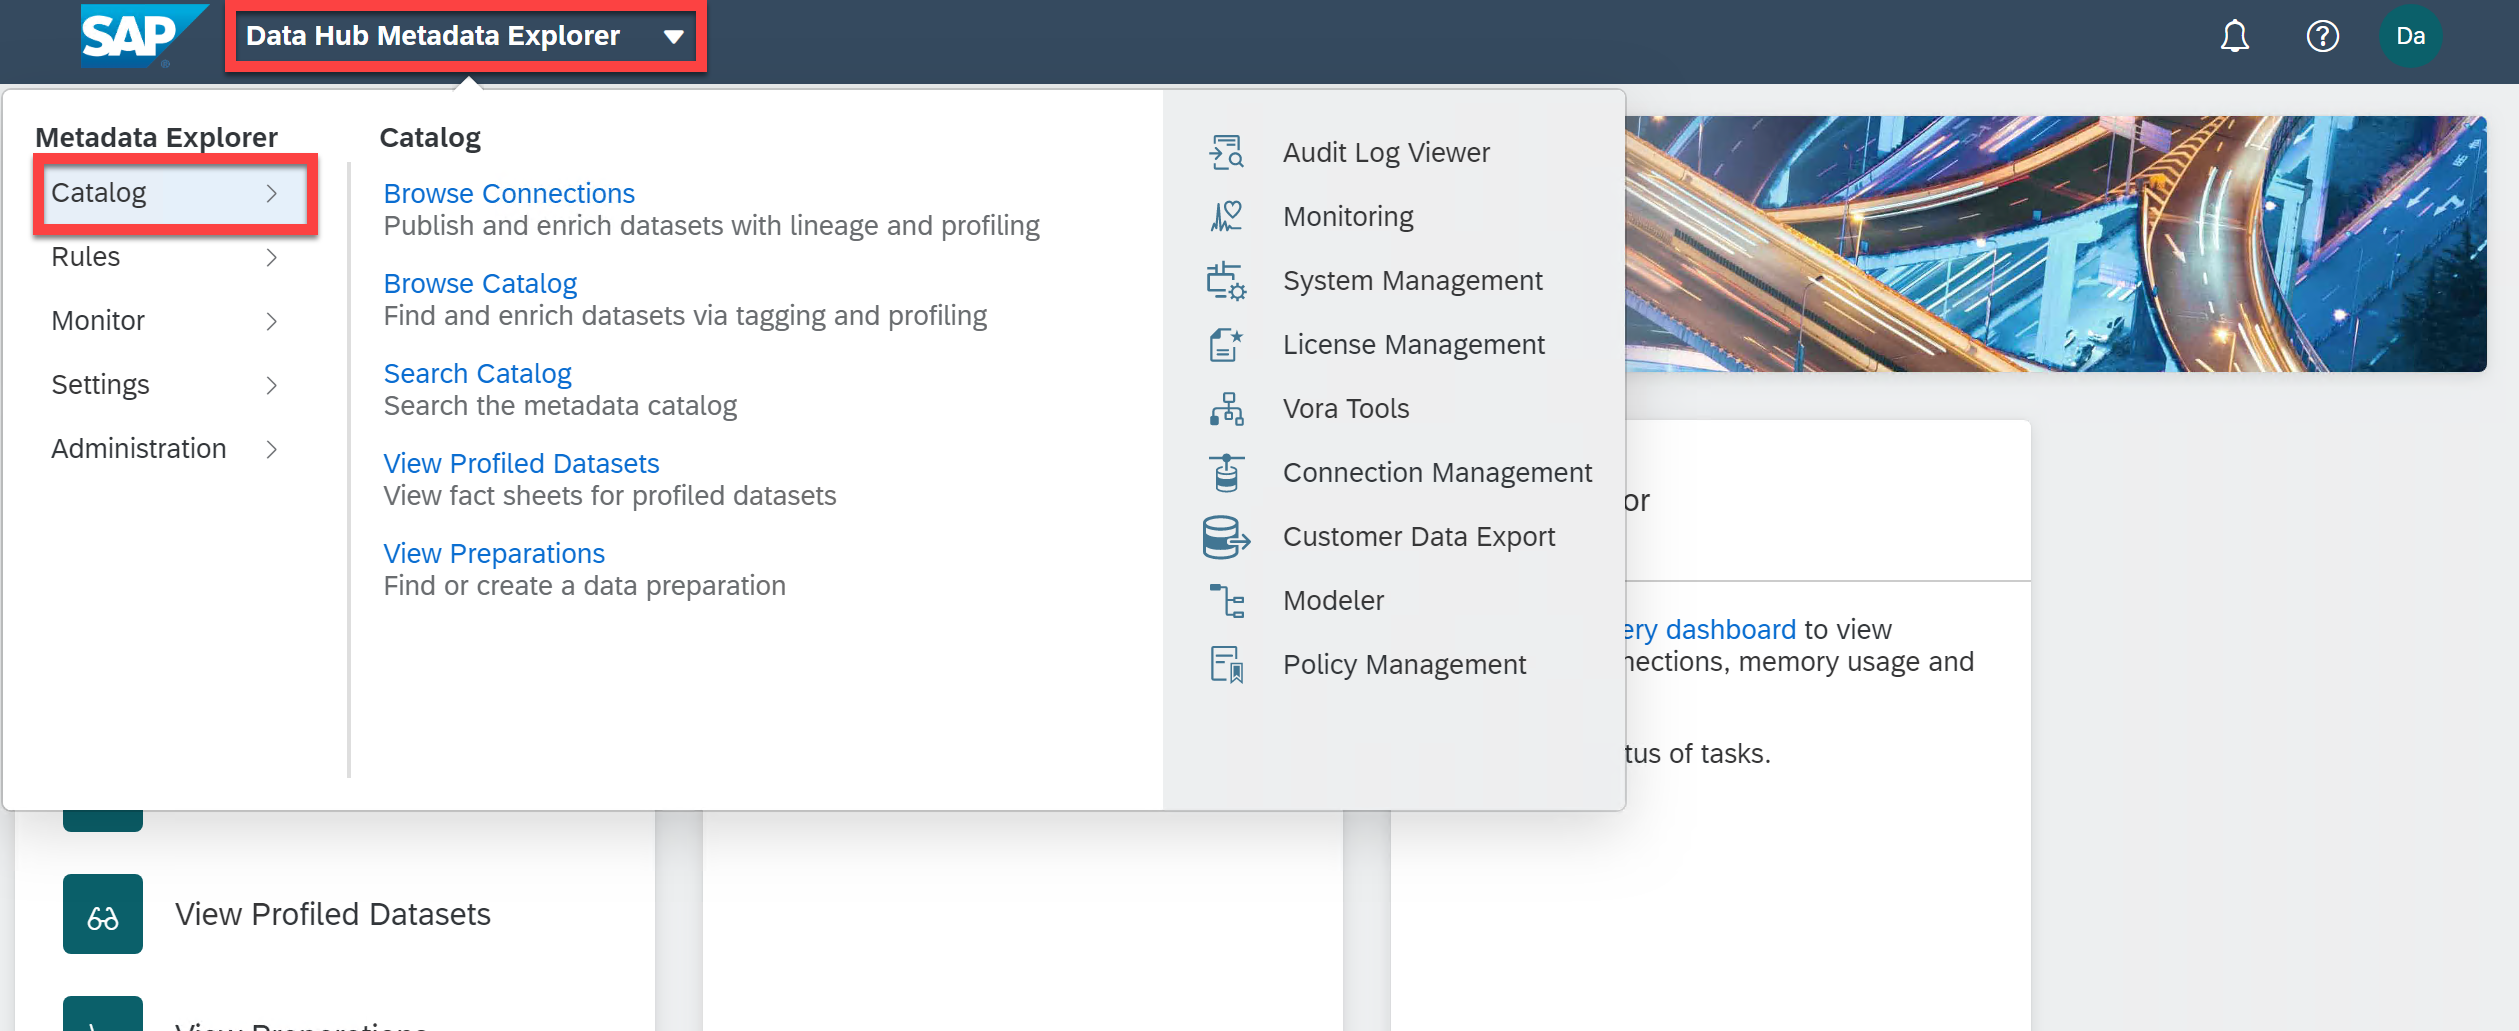 SAP
Data Hub Metadata Explorer
Da
Metadata Explorer
Catalog
Rules
Monitor
Settings
Administration
Catalog
Browse Connections
Publish and enrich datasets with lineage and profiling
Browse Catalog
Find and enrich datasets via tagging and profiling
Search Catalog
Search the metadata catalog
View Profiled Datasets
View fact sheets for profiled datasets
View Preparations
Find or create a data preparation
Audit Log Viewer
Monitoring
System Management
License Management
Vora Tools
Connection Management
Customer Data Export
Modeler
Policy Management
or
ery dashboard to view
nections, memory usage and
tus of tasks.
View Profiled Datasets
View Preparations